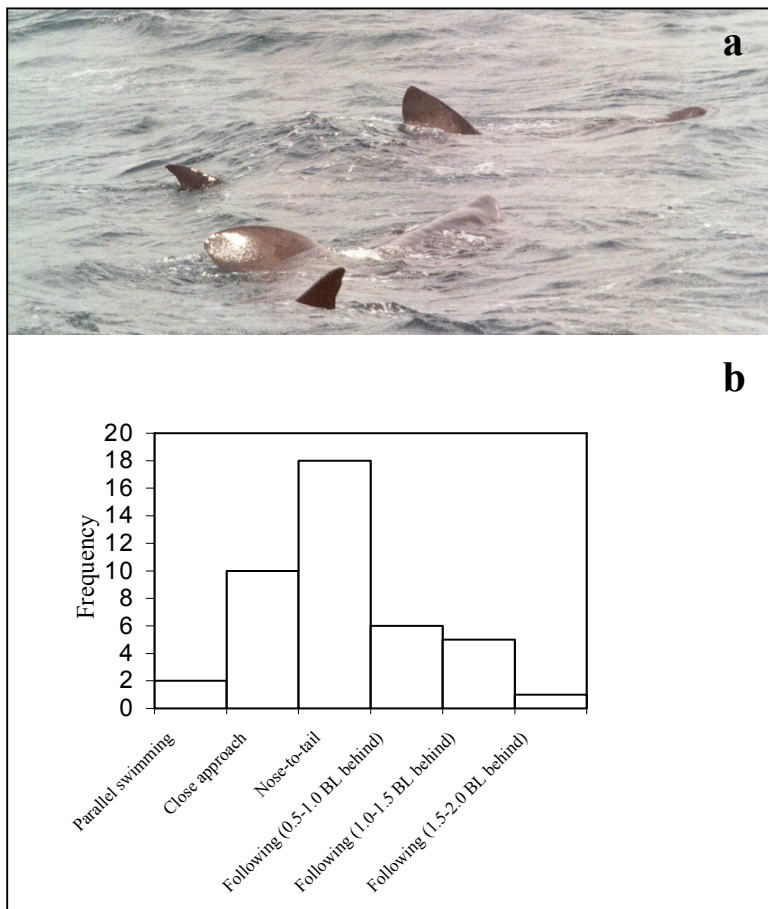 a
b
Frequency
20
18
16
14
12
10
8
6
4
2
0
Parallel swimming
Close approach
Nose-to-tail
Following (0.5-1.0 BL behind)
Following (1.0-1.5 BL behind)
Following (1.5-2.0 BL behind)